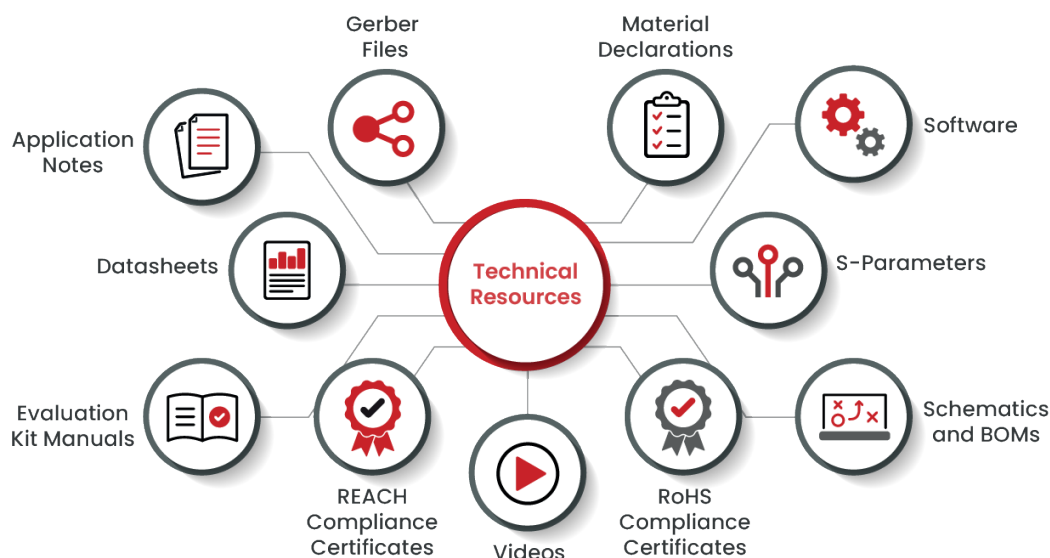 Gerber
Files
Material
Declarations
Application
Notes
Software
Datasheets
Technical
Resources
S-Parameters
Evaluation
Kit Manuals
Schematics
and BOMs
REACH
Compliance
Certificates
RoHS
Compliance
Certificates
Videos